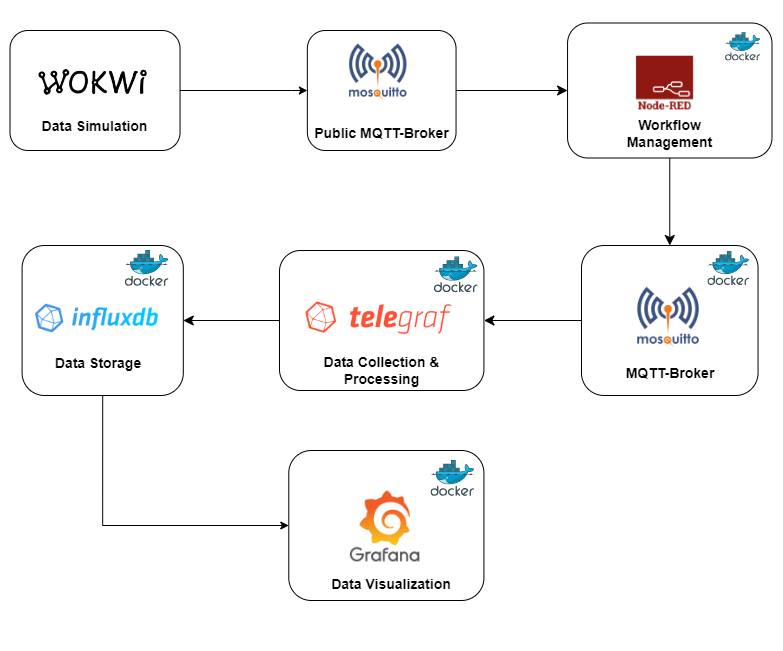 WOKWi
Data Simulation
mosquitto
Public MQTT-Broker
docker
Node-RED
Workflow
Management
docker
influxdb
Data Storage
docker
telegraf
Data Collection &
Processing
docker
mosquitto
MQTT-Broker
docker
Grafana
Data Visualization